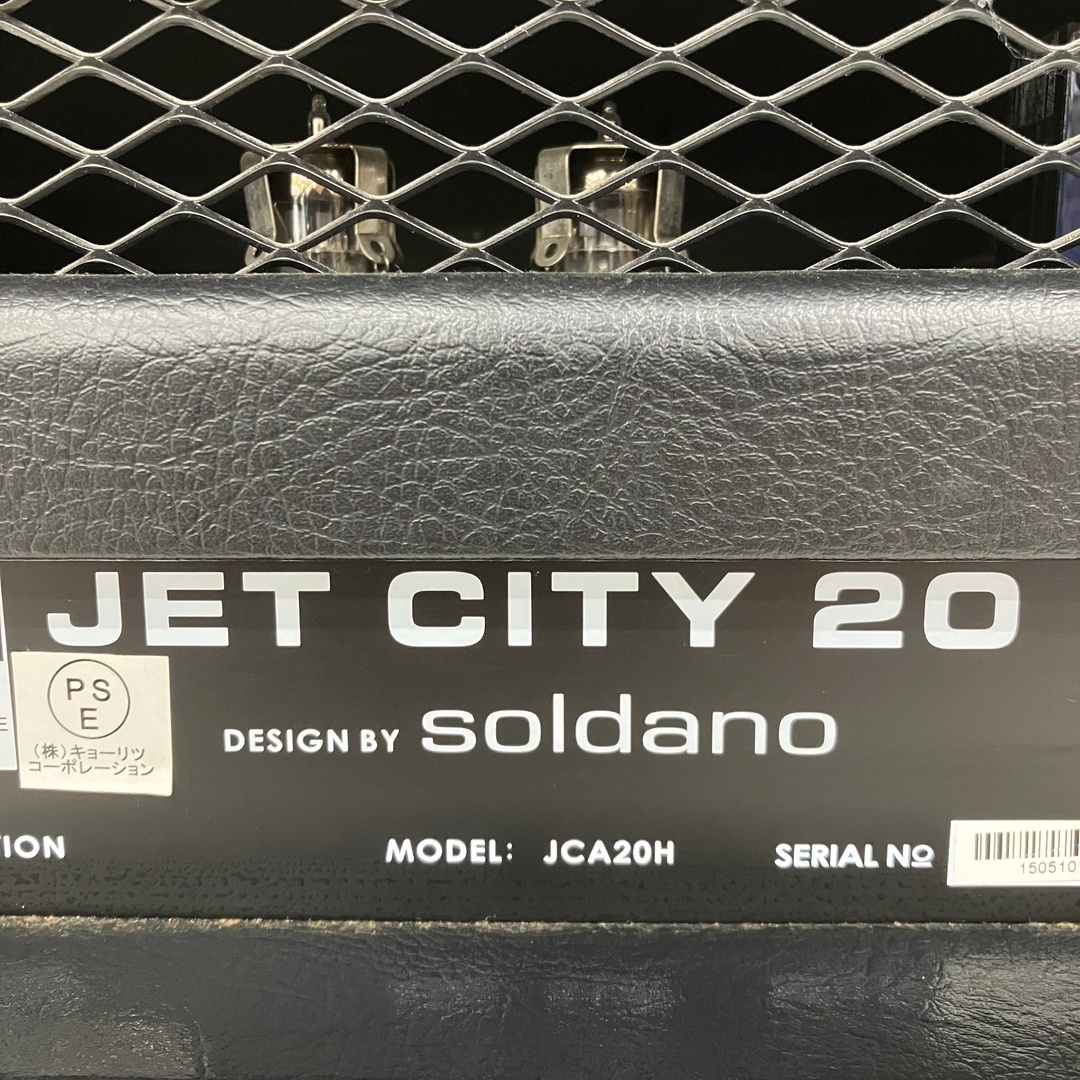 JET CITY 20
DESIGN BY soldano
PS
E
(株)キョーリツ
コーポレーション
TION
MODEL: JCA20H
SERIAL Nº
150510